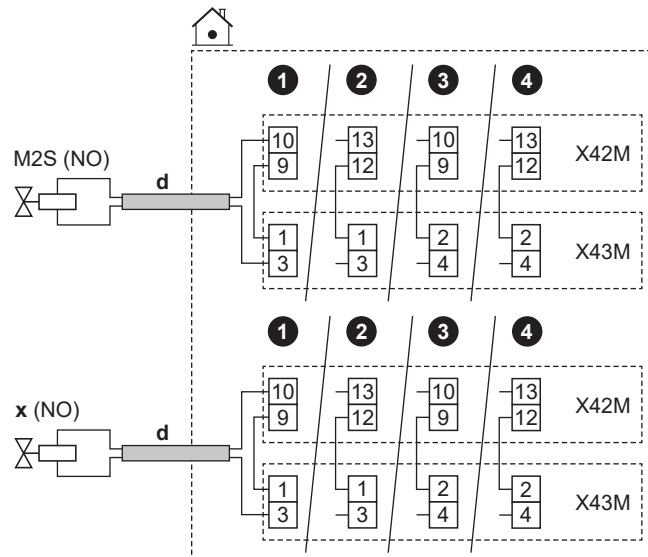 1 2 3 4
M2S (NO)
d
10 13 10 13
9 12 9 12
X42M
1 1 2 2
3 3 4 4
X43M
1 2 3 4
x (NO)
d
10 13 10 13
9 12 9 12
X42M
1 1 2 2
3 3 4 4
X43M